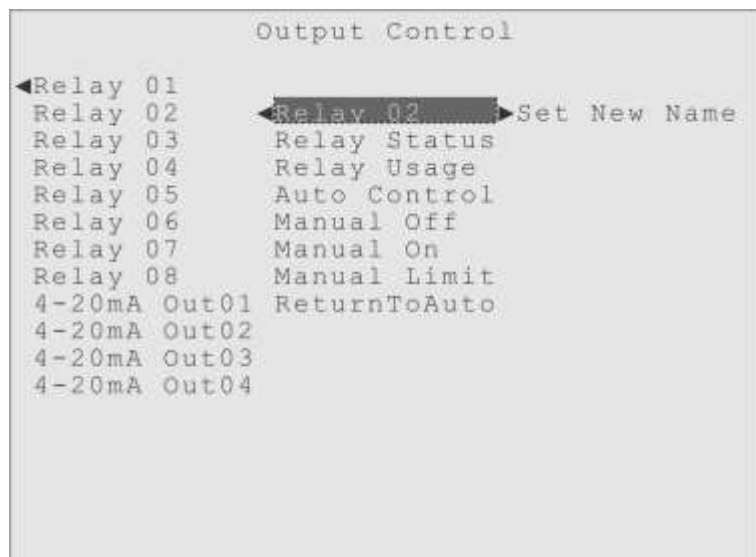 Output Control
◀Relay 01
Relay 02 ◀Relay 02 ▶Set New Name
Relay 03 Relay Status
Relay 04 Relay Usage
Relay 05 Auto Control
Relay 06 Manual Off
Relay 07 Manual On
Relay 08 Manual Limit
4-20mA Out01 ReturnToAuto
4-20mA Out02
4-20mA Out03
4-20mA Out04